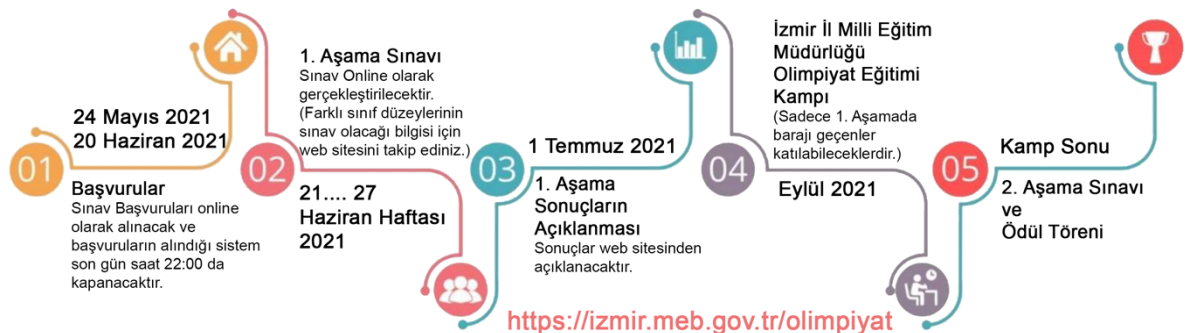 01
24 Mayıs 2021
20 Haziran 2021
Başvurular
Sınav Başvuruları online
olarak alınacak ve
başvuruların alındığı sistem
son gün saat 22:00 da
kapanacaktır.
02
1. Aşama Sınavı
Sınav Online olarak
gerçekleştirilecektir.
(Farklı sınıf düzeylerinin
sınav olacağı bilgisi için
web sitesini takip ediniz.)
21.... 27
Haziran Haftası
2021
03
1 Temmuz 2021
1. Aşama
Sonuçların
Açıklanması
Sonuçlar web sitesinden
açıklanacaktır.
04
İzmir İl Milli Eğitim
Müdürlüğü
Olimpiyat Eğitimi
Kampı
(Sadece 1. Aşamada
barajı geçenler
katılabileceklerdir.)
Eylül 2021
05
Kamp Sonu
2. Aşama Sınavı
ve
Ödül Töreni
https://izmir.meb.gov.tr/olimpiyat